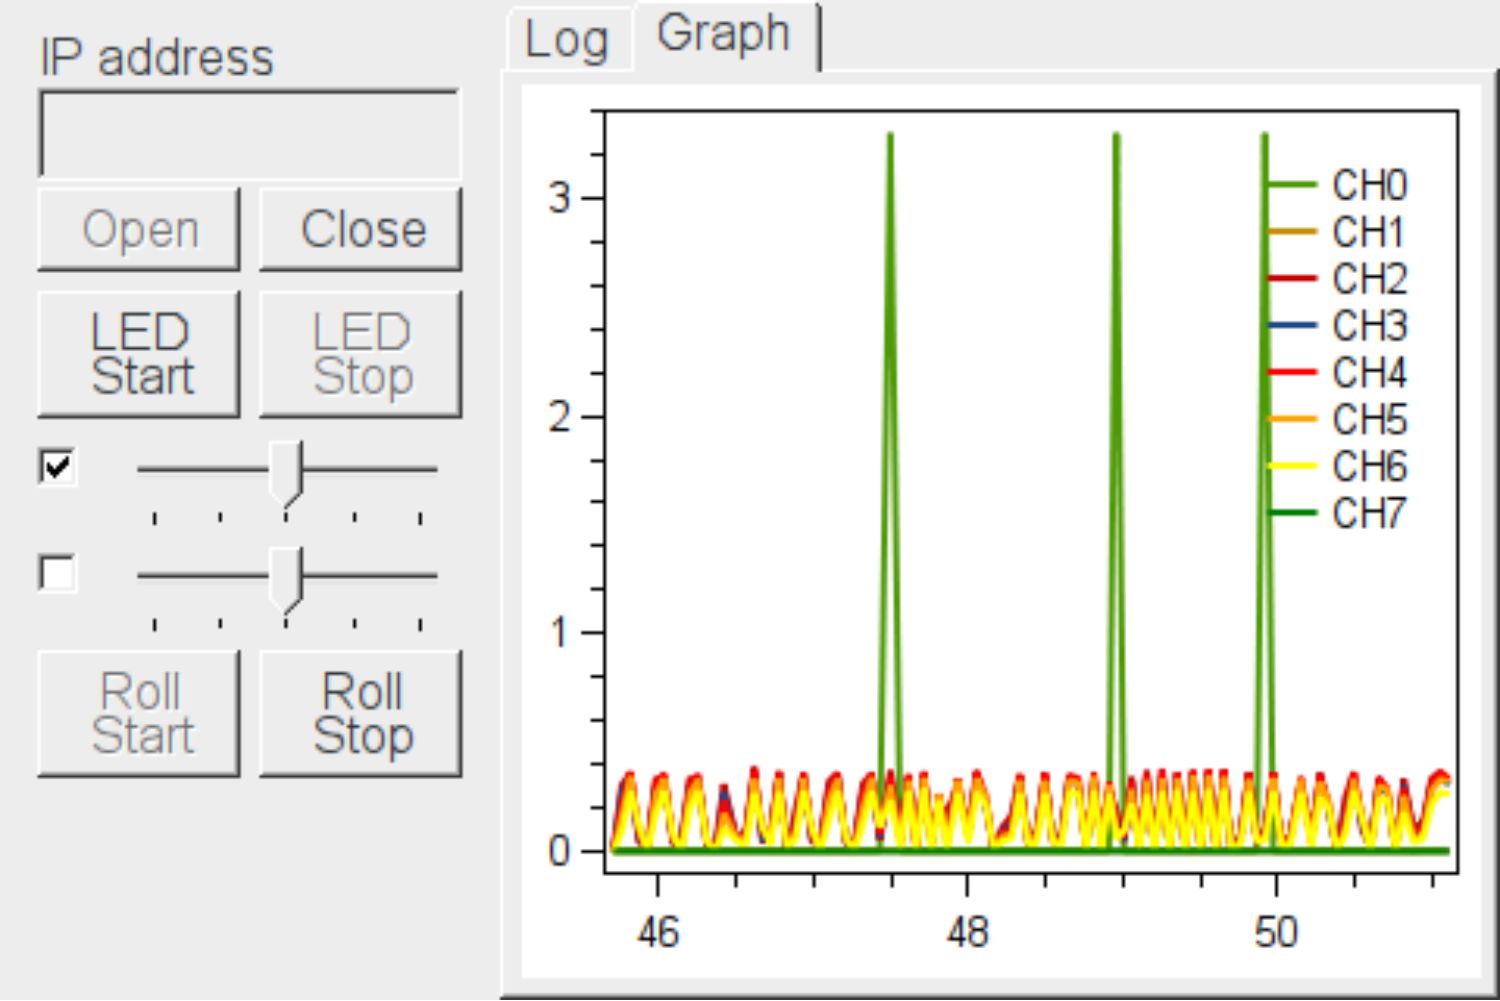 IP address
Open
Close
LED
Start
LED
Stop
Roll
Start
Roll
Stop
Log
Graph
3
2
1
0
46
48
50
CH0
CH1
CH2
CH3
CH4
CH5
CH6
CH7